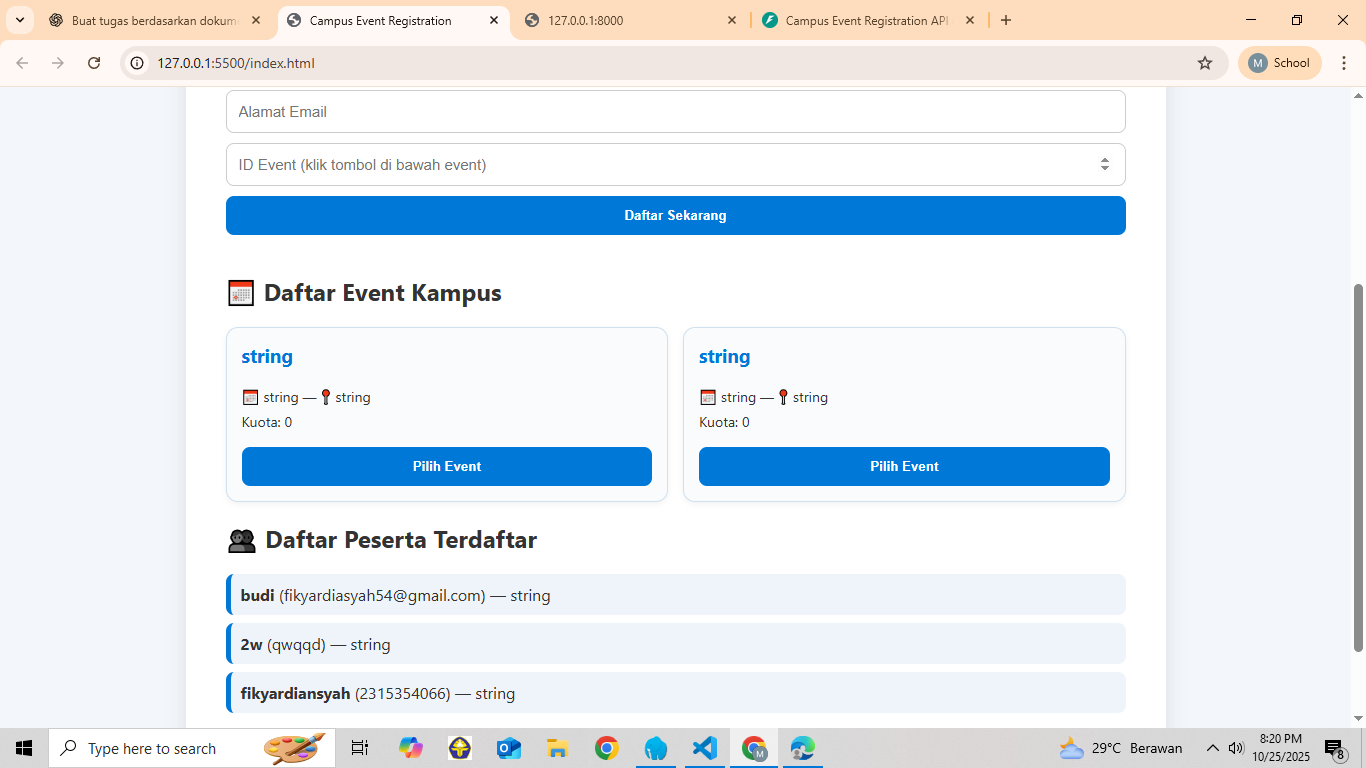 Buat tugas berdasarkan dokum
Campus Event Registration
127.0.0.1:8000
Campus Event Registration API
127.0.0.1:5500/index.html
M
School
Alamat Email
ID Event (klik tombol di bawah event)
Daftar Sekarang
Daftar Event Kampus
string
string — string
Kuota: 0
Pilih Event
string
string — string
Kuota: 0
Pilih Event
Daftar Peserta Terdaftar
budi (fikyardiasyah54@gmail.com) — string
2w (qwqqd) — string
fikyardiansyah (2315354066) — string
Type here to search
M
29°C Berawan
8:20 PM
10/25/2025
8